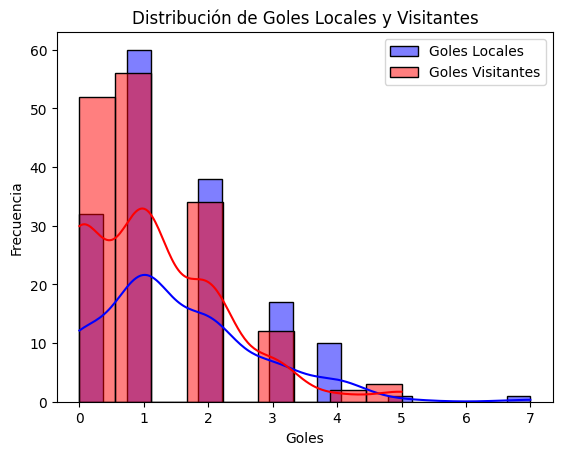 Distribución de Goles Locales y Visitantes
Goles Locales
Goles Visitantes
Frecuencia
60
50
40
30
20
10
0
0 1 2 3 4 5 6 7
Goles